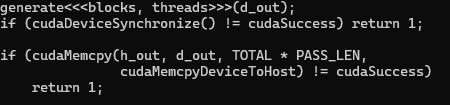 generate<<<blocks, threads>>>(d_out);
if (cudaDeviceSynchronize() != cudaSuccess) return 1;
if (cudaMemcpy(h_out, d_out, TOTAL * PASS_LEN,
cudaMemcpyDeviceToHost) != cudaSuccess)
return 1;